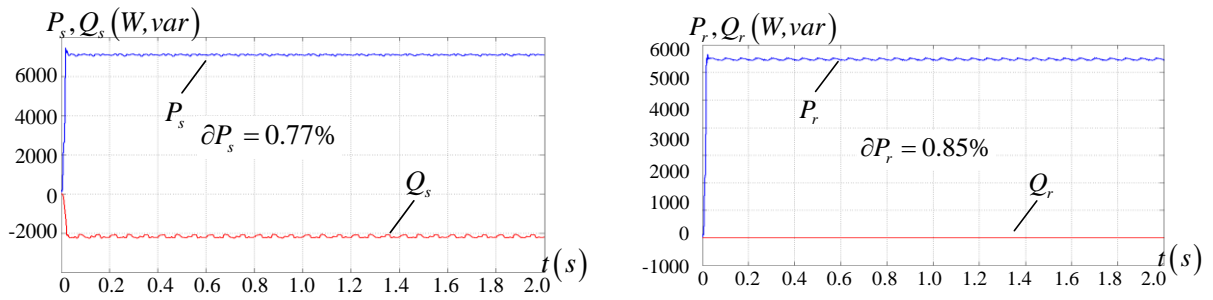 P_s, Q_s (W, var)
6000
4000
2000
0
-2000
P_s
∂P_s = 0.77%
Q_s
t(s)
0 0.2 0.4 0.6 0.8 1.0 1.2 1.4 1.6 1.8 2.0
P_r, Q_r (W, var)
6000
5000
4000
3000
2000
1000
0
-1000
P_r
∂P_r = 0.85%
Q_r
t(s)
0 0.2 0.4 0.6 0.8 1.0 1.2 1.4 1.6 1.8 2.0